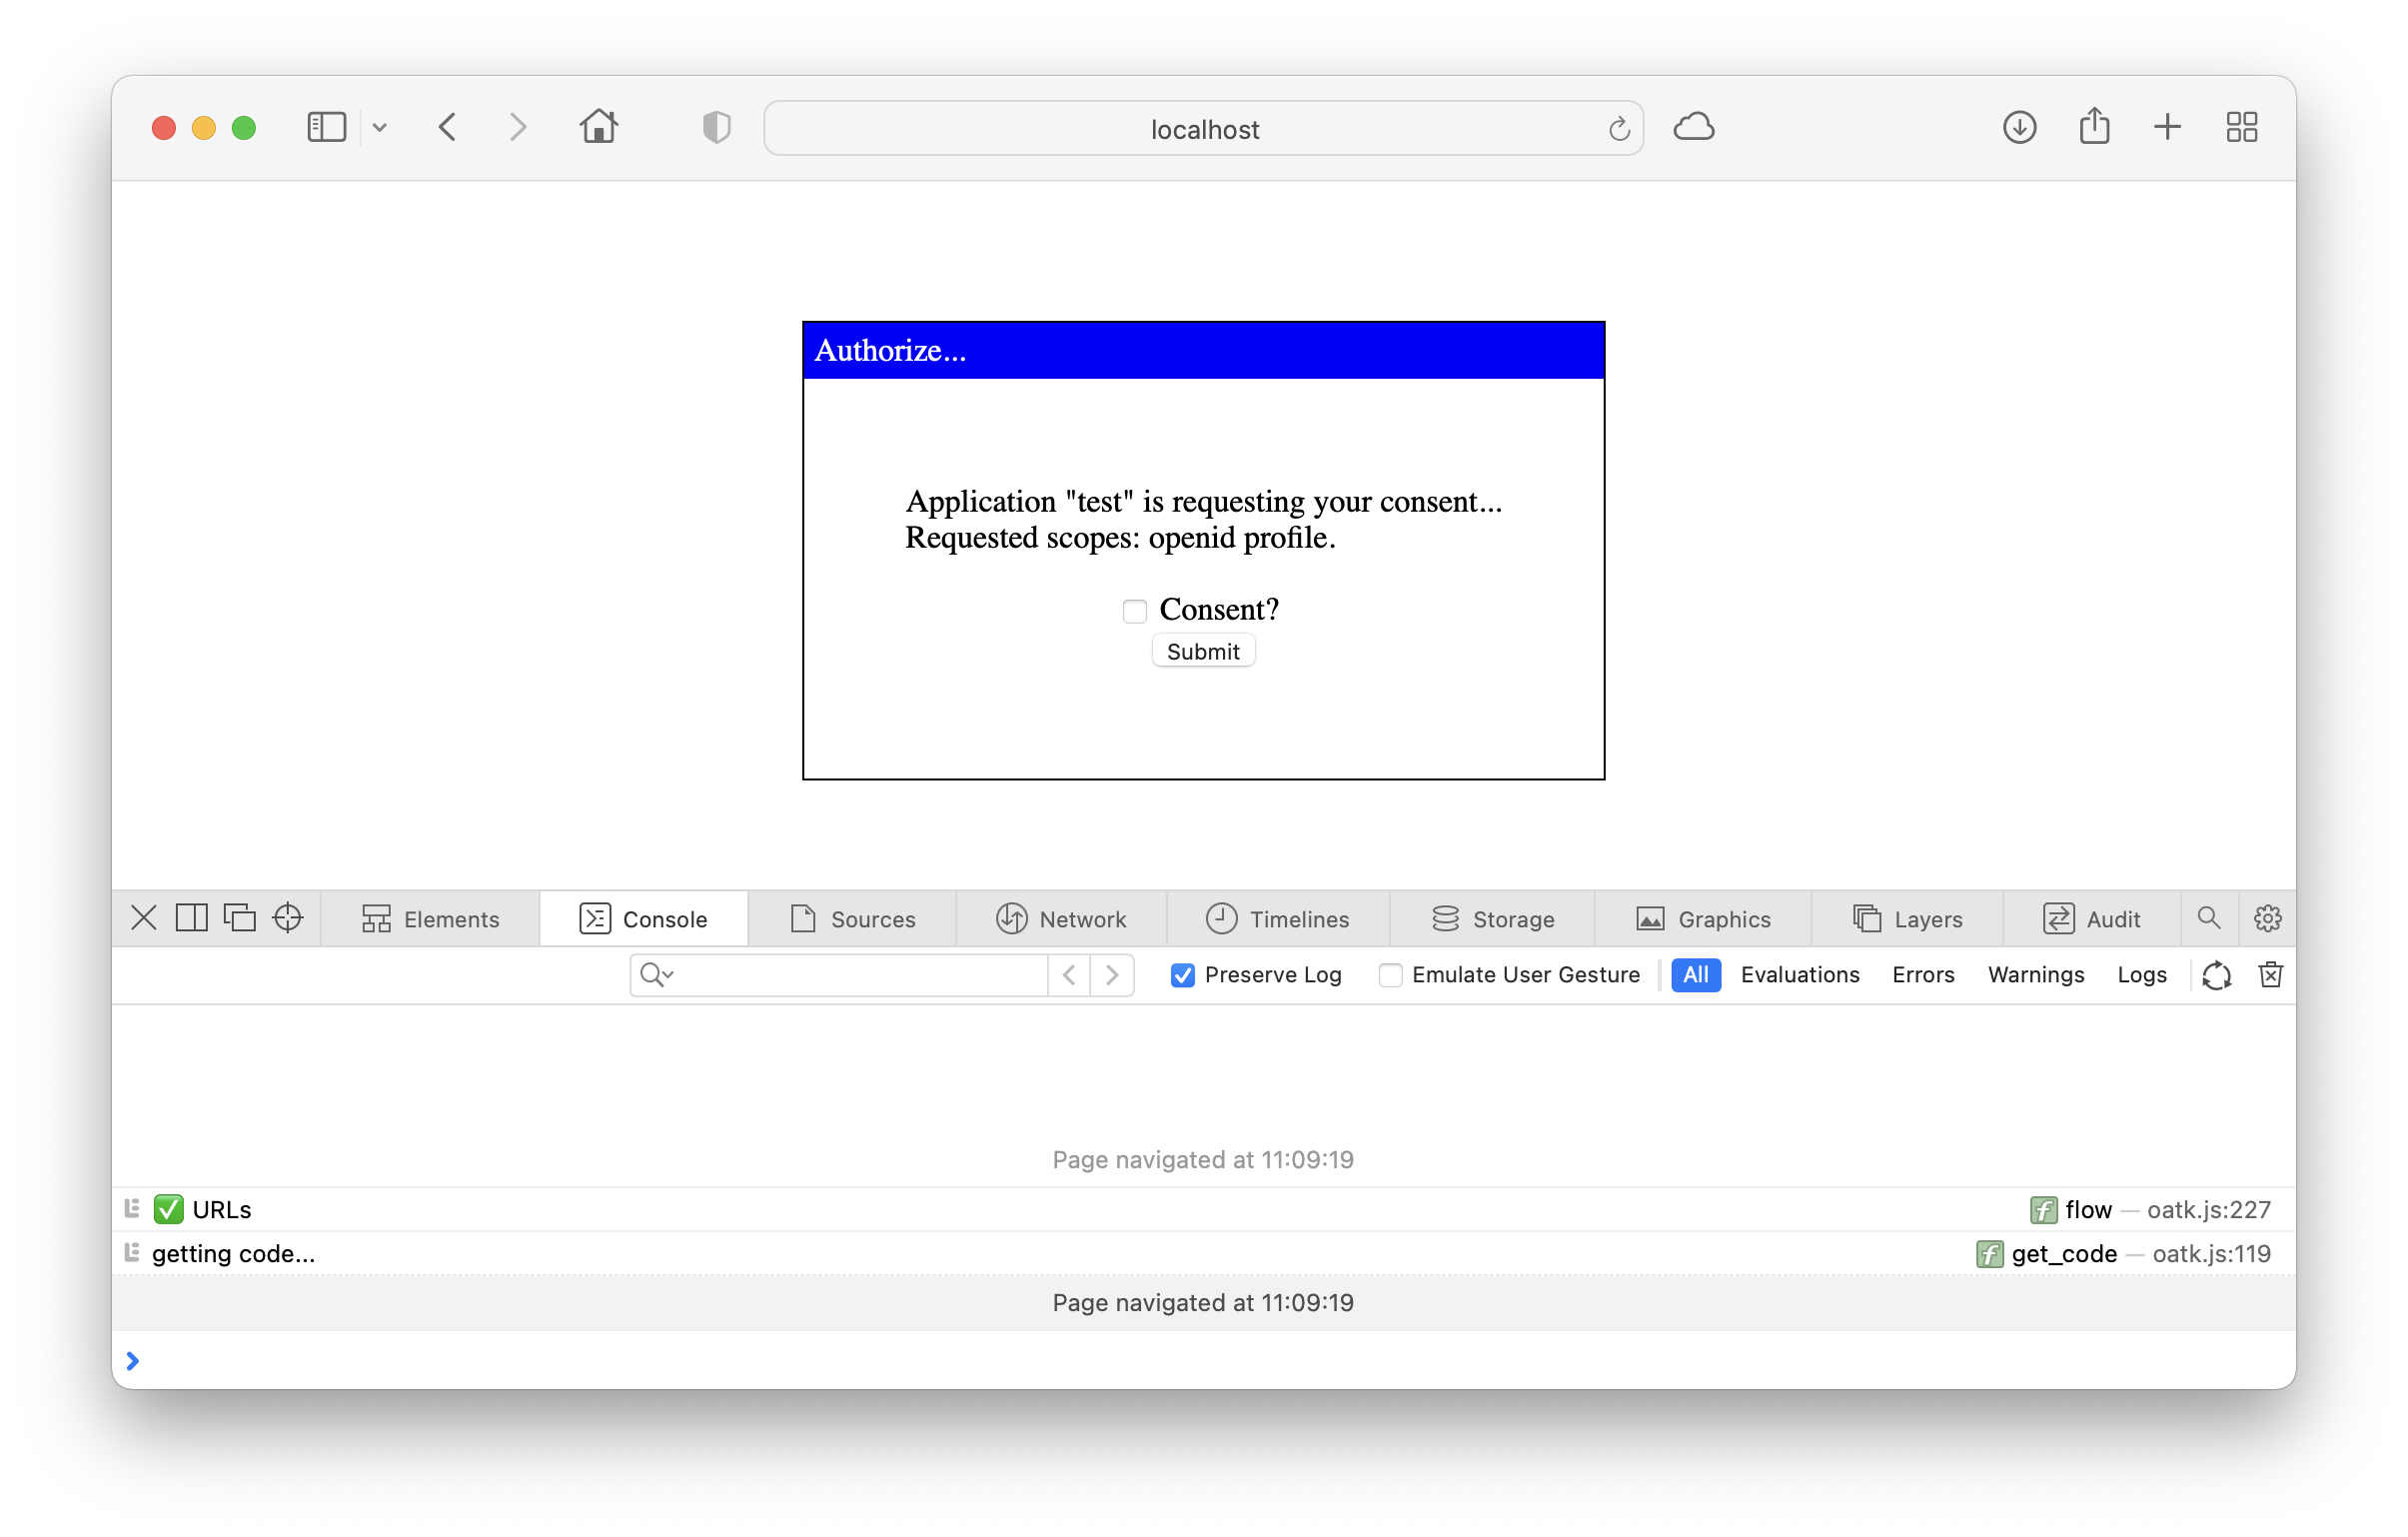 localhost
Authorize...
Application "test" is requesting your consent...
Requested scopes: openid profile.
Consent?
Submit
Elements Console Sources Network Timelines Storage Graphics Layers Audit
Preserve Log Emulate User Gesture All Evaluations Errors Warnings Logs
Page navigated at 11:09:19
✅ URLs flow — oatk.js:227
getting code... get_code — oatk.js:119
Page navigated at 11:09:19